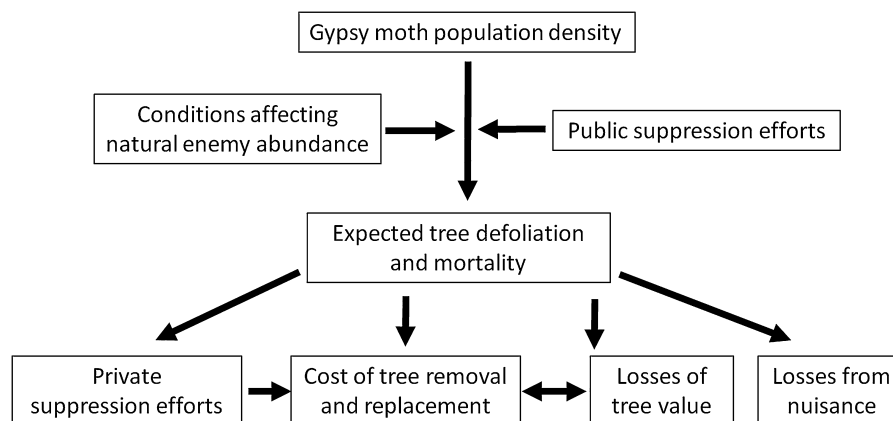 Gypsy moth population density
Conditions affecting
natural enemy abundance
Public suppression efforts
Expected tree defoliation
and mortality
Private
suppression efforts
Cost of tree removal
and replacement
Losses of
tree value
Losses from
nuisance